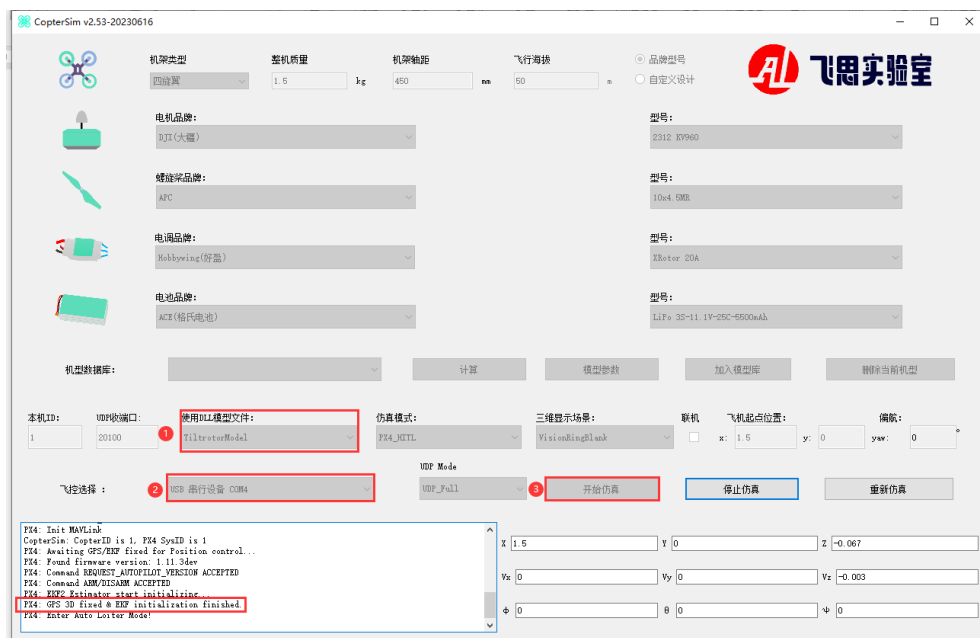 CopterSim v2.53-20230616
机架类型 整机质量 机架轴距 飞行海拔 品牌型号
四旋翼 1.5 kg 450 mm 50 m 自定义设计
飞思实验室
电机品牌: 型号:
DJI(大疆) 2312 KV960
螺旋桨品牌: 型号:
APC 10x4.5MR
电调品牌: 型号:
Hobbywing(好盈) XRotor 20A
电池品牌: 型号:
ACE(格氏电池) LiPo 3S-11.1V-25C-5500mAh
机型数据库: 计算 模型参数 加入模型库 删除当前机型
本机ID: UDP收端口: 使用DLL模型文件: 仿真模式: 三维显示场景: 联机 飞机起点位置: 偏航:
1 20100 1 TiltrotorModel PX4_HITL VisionRingBlank x: 1.5 y: 0 yaw: 0 °
UDP Mode
飞控选择 : 2 USB 串行设备 COM4 UDP_Full 3 开始仿真 停止仿真 重新仿真
PX4: Init MAVLink
CopterSim: CopterID is 1, PX4 SysID is 1
PX4: Awaiting GPS/EKF fixed for Position control...
PX4: Found firmware version: 1.11.3dev
PX4: Command REQUEST_AUTOPILOT_VERSION ACCEPTED
PX4: Command ARM/DISARM ACCEPTED
PX4: EKF2 Estimator start initializing...
PX4: GPS 3D fixed & EKF initialization finished.
PX4: Enter Auto Loiter Mode!
X 1.5 Y 0 Z -0.067
Vx 0 Vy 0 Vz -0.003
ϕ 0 θ 0 ψ 0